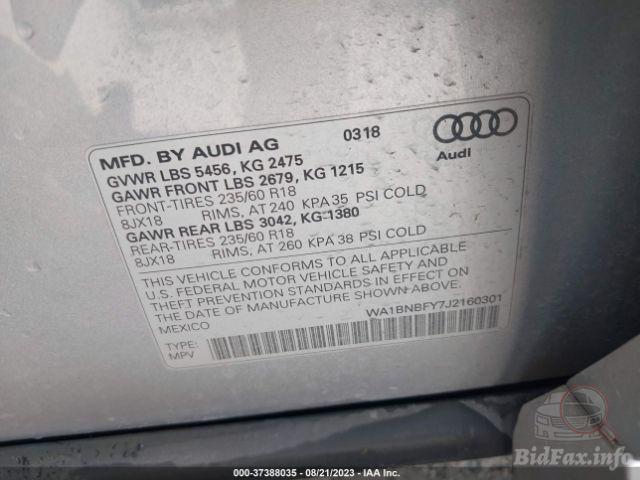 MFD. BY AUDI AG 0318
Audi
GVWR LBS 5456, KG 2475
GAWR FRONT LBS 2679, KG 1215
FRONT-TIRES 235/60 R18
8JX18 RIMS, AT 240 KPA 35 PSI COLD
GAWR REAR LBS 3042, KG 1380
REAR-TIRES 235/60 R18
8JX18 RIMS, AT 260 KPA 38 PSI COLD
THIS VEHICLE CONFORMS TO ALL APPLICABLE
U.S. FEDERAL MOTOR VEHICLE SAFETY AND
THEFT PREVENTION STANDARDS IN EFFECT ON
THE DATE OF MANUFACTURE SHOWN ABOVE.
MEXICO
WA1BNBFY7J2160301
TYPE:
MPV
000-37388035 - 08/21/2023 - IAA Inc.
BidFax.info